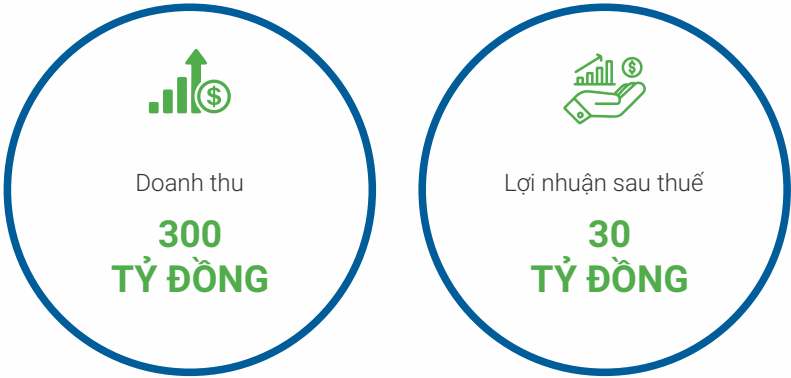 Doanh thu
300
TỶ ĐỒNG
Lợi nhuận sau thuế
30
TỶ ĐỒNG